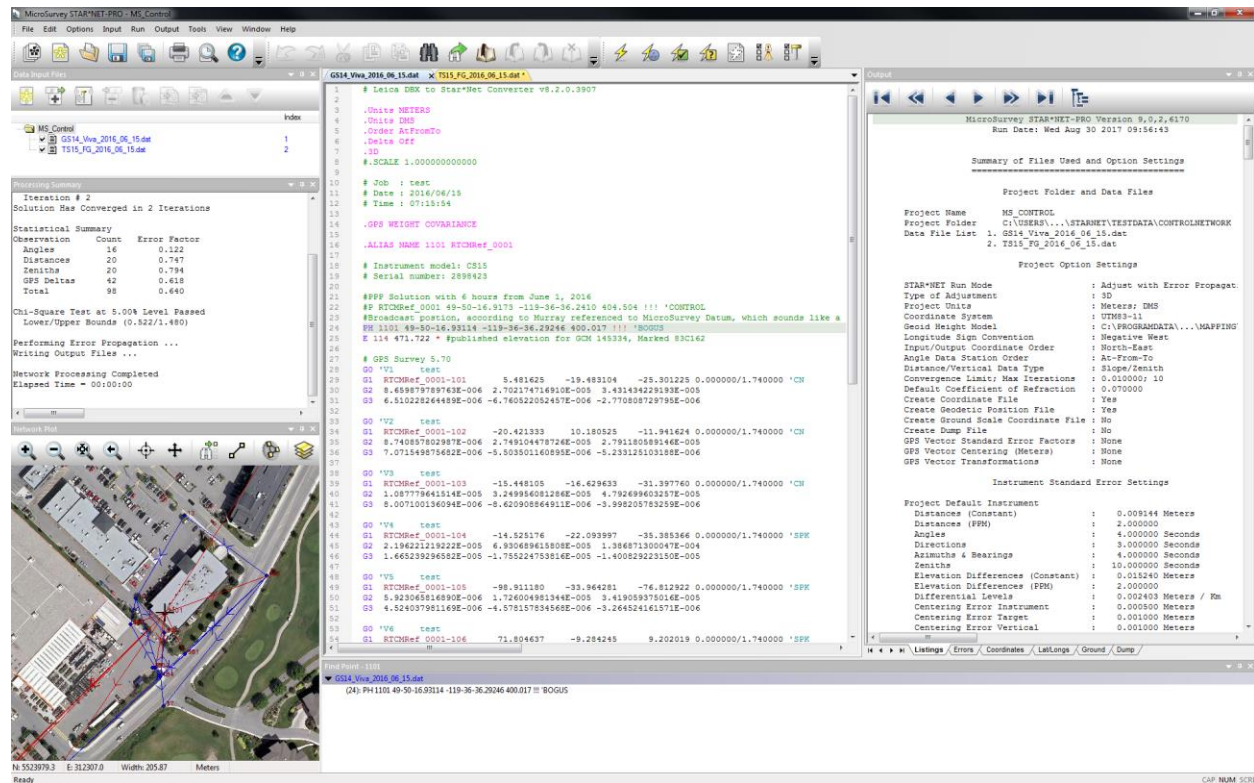 MicroSurvey STAR*NET-PRO - MS_Control
File Edit Options Input Run Output Tools View Window Help
Data Input Files
Index
MS_Control
GS14_Viva_2016_06_15.dat 1
TS15_FG_2016_06_15.dat 2
Processing Summary
Iteration # 2
Solution Has Converged in 2 Iterations
Statistical Summary
Observation Count Error Factor
Angles 16 0.122
Distances 20 0.747
Zeniths 20 0.794
GPS Deltas 42 0.618
Total 98 0.640
Chi-Square Test at 5.00% Level Passed
Lower/Upper Bounds (0.522/1.480)
Performing Error Propagation ...
Writing Output Files ...
Network Processing Completed
Elapsed Time = 00:00:00
Network Plot
N: 5523979.3 E: 312307.0 Width: 205.87 Meters
Ready
GS14_Viva_2016_06_15.dat x TS15_FG_2016_06_15.dat *
1 # Leica DBX to Star*Net Converter v8.2.0.3907
2
3 .Units METERS
4 .Units DMS
5 .Order AtFromTo
6 .Delta Off
7 .3D
8 #.SCALE 1.000000000000
9
10 # Job : test
11 # Date : 2016/06/15
12 # Time : 07:15:54
13
14 .GPS WEIGHT COVARIANCE
15
16 .ALIAS NAME 1101 RTCMRef_0001
17
18 # Instrument model: CS15
19 # Serial number: 2898423
20
21 #PPP Solution with 6 hours from June 1, 2016
22 #P RTCMRef_0001 49-50-16.9173 -119-36-36.2410 404.504 !!! 'CONTROL
23 #Broadcast postion, according to Murray referenced to MicroSurvey Datum, which sounds like a
24 PH 1101 49-50-16.93114 -119-36-36.29246 400.017 !!! 'BOGUS
25 E 114 471.722 * #published elevation for GCM 145334, Marked 83C162
26
27 # GPS Survey 5.70
28 G0 'V1 test
29 G1 RTCMRef_0001-101 5.481625 -19.483104 -25.301225 0.000000/1.740000 'CN
30 G2 8.659879789763E-006 2.702174716910E-005 3.431434229193E-005
31 G3 6.510228264489E-006 -6.760522052457E-006 -2.770808729795E-006
32
33 G0 'V2 test
34 G1 RTCMRef_0001-102 -20.421333 10.180525 -11.941624 0.000000/1.740000 'CN
35 G2 8.740857802987E-006 2.749104478726E-005 2.791180589146E-005
36 G3 7.071549875682E-006 -5.503501160895E-006 -5.233125103188E-006
37
38 G0 'V3 test
39 G1 RTCMRef_0001-103 -15.448105 -16.629633 -31.397760 0.000000/1.740000 'CN
40 G2 1.087779641514E-005 3.249956081286E-005 4.792699603257E-005
41 G3 8.007100136094E-006 -8.620908864911E-006 -3.998205783259E-006
42
43 G0 'V4 test
44 G1 RTCMRef_0001-104 -14.525176 -22.093997 -35.385366 0.000000/1.740000 'SPK
45 G2 2.196221219222E-005 6.930689615808E-005 1.386871300047E-004
46 G3 1.665239296582E-005 -1.755224753816E-005 -1.400829223150E-005
47
48 G0 'V5 test
49 G1 RTCMRef_0001-105 -98.911180 -33.964281 -76.812922 0.000000/1.740000 'SPK
50 G2 5.923065816890E-006 1.726004981344E-005 3.419059375016E-005
51 G3 4.524037981169E-006 -4.578157834568E-006 -3.264524161571E-006
52
53 G0 'V6 test
54 G1 RTCMRef_0001-106 71.804637 -9.284245 9.202019 0.000000/1.740000 'SPK
Find Point - 1101
GS14_Viva_2016_06_15.dat
(24): PH 1101 49-50-16.93114 -119-36-36.29246 400.017 !!! 'BOGUS
Output
MicroSurvey STAR*NET-PRO Version 9,0,2,6170
Run Date: Wed Aug 30 2017 09:56:43
Summary of Files Used and Option Settings
Project Folder and Data Files
Project Name MS_CONTROL
Project Folder C:\USERS\...\STARNET\TESTDATA\CONTROLNETWORK
Data File List 1. GS14_Viva_2016_06_15.dat
2. TS15_FG_2016_06_15.dat
Project Option Settings
STAR*NET Run Mode : Adjust with Error Propagat
Type of Adjustment : 3D
Project Units : Meters; DMS
Coordinate System : UTM83-11
Geoid Height Model : C:\PROGRAMDATA\...\MAPPING
Longitude Sign Convention : Negative West
Input/Output Coordinate Order : North-East
Angle Data Station Order : At-From-To
Distance/Vertical Data Type : Slope/Zenith
Convergence Limit; Max Iterations : 0.010000; 10
Default Coefficient of Refraction : 0.070000
Create Coordinate File : Yes
Create Geodetic Position File : Yes
Create Ground Scale Coordinate File : No
Create Dump File : No
GPS Vector Standard Error Factors : None
GPS Vector Centering (Meters) : None
GPS Vector Transformations : None
Instrument Standard Error Settings
Project Default Instrument
Distances (Constant) : 0.009144 Meters
Distances (PPM) : 2.000000
Angles : 4.000000 Seconds
Directions : 3.000000 Seconds
Azimuths & Bearings : 4.000000 Seconds
Zeniths : 10.000000 Seconds
Elevation Differences (Constant) : 0.015240 Meters
Elevation Differences (PPM) : 2.000000
Differential Levels : 0.002403 Meters / Km
Centering Error Instrument : 0.000500 Meters
Centering Error Target : 0.001000 Meters
Centering Error Vertical : 0.001000 Meters
Listings Errors Coordinates Lat/Longs Ground Dump
CAP NUM SCRL